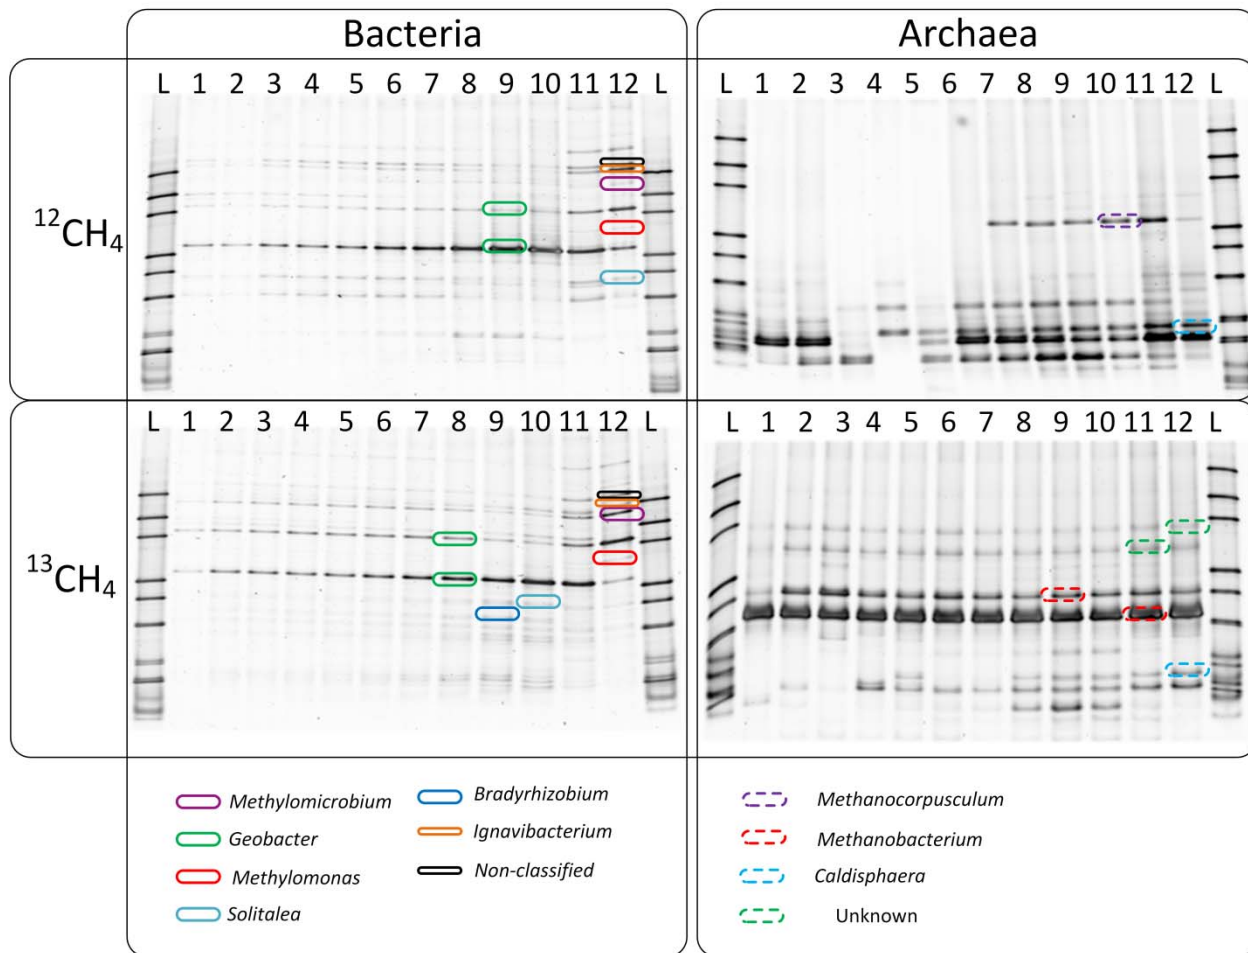 Bacteria
Archaea
L 1 2 3 4 5 6 7 8 9 10 11 12 L
L 1 2 3 4 5 6 7 8 9 10 11 12 L
¹²CH₄
L 1 2 3 4 5 6 7 8 9 10 11 12 L
L 1 2 3 4 5 6 7 8 9 10 11 12 L
¹³CH₄
Methylomicrobium
Geobacter
Methylomonas
Solitalea
Bradyrhizobium
Ignavibacterium
Non-classified
Methanocorpusculum
Methanobacterium
Caldisphaera
Unknown